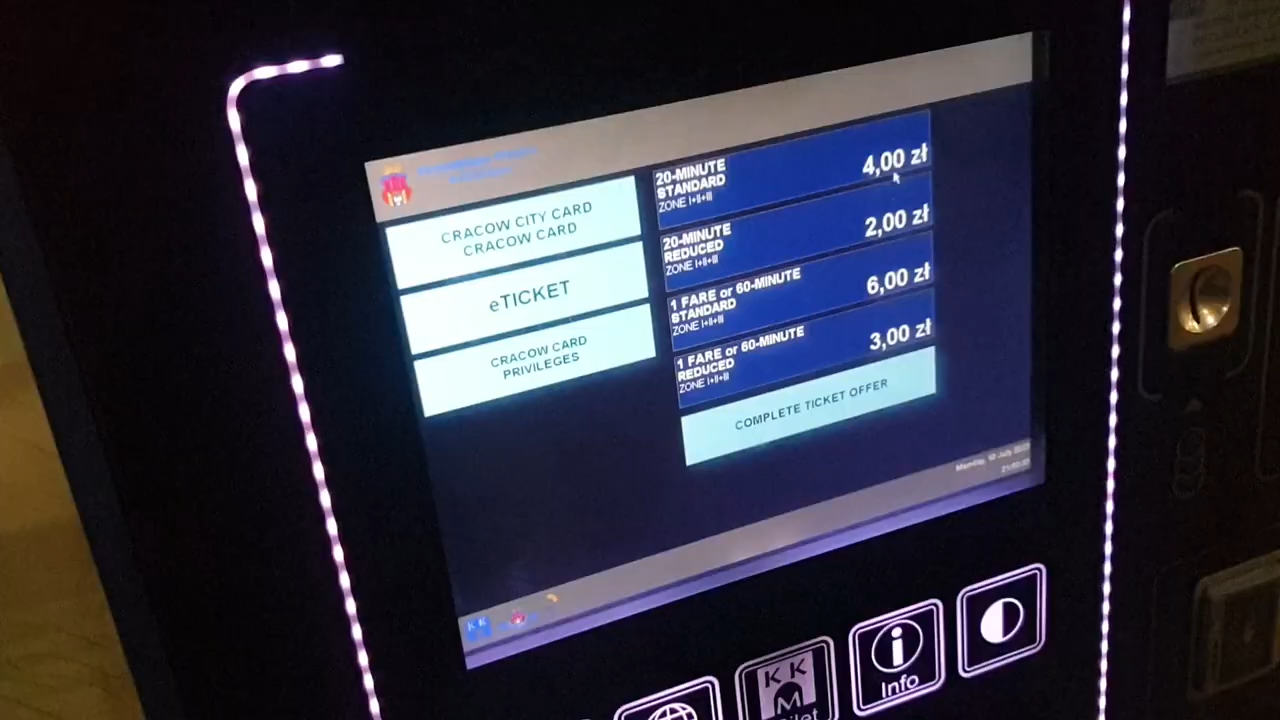 CRACOW CITY CARD
CRACOW CARD
eTICKET
CRACOW CARD
PRIVILEGES
20-MINUTE
STANDARD
ZONE I+II+III
4,00 zł
20-MINUTE
REDUCED
ZONE I+II+III
2,00 zł
1 FARE or 60-MINUTE
STANDARD
ZONE I+II+III
6,00 zł
1 FARE or 60-MINUTE
REDUCED
ZONE I+II+III
3,00 zł
COMPLETE TICKET OFFER
Monday, July
K K
K K
M
Info